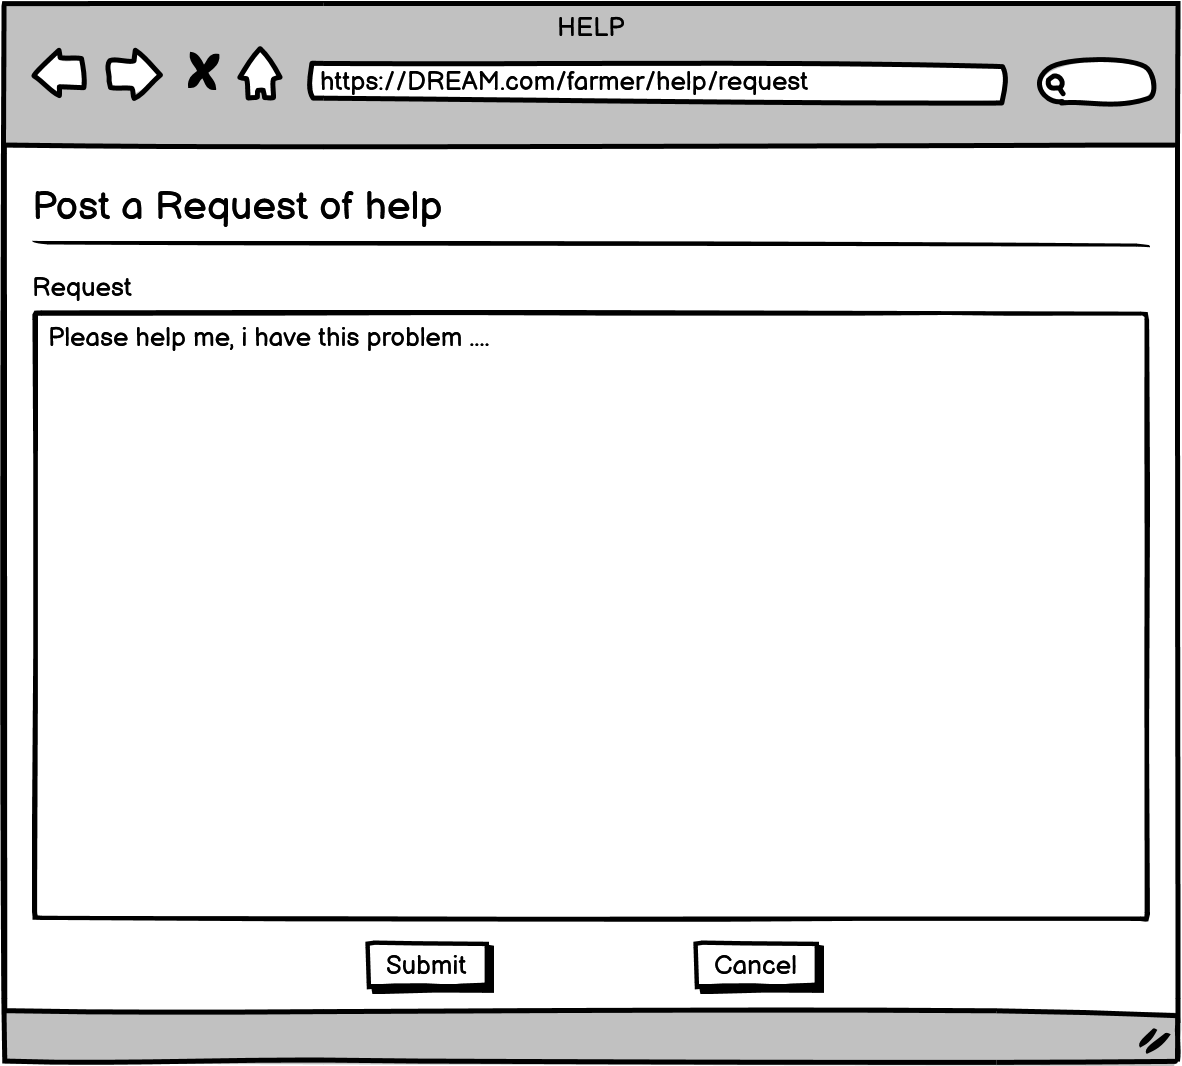 HELP
https://DREAM.com/farmer/help/request
Post a Request of help
Request
Please help me, i have this problem ....
Submit
Cancel